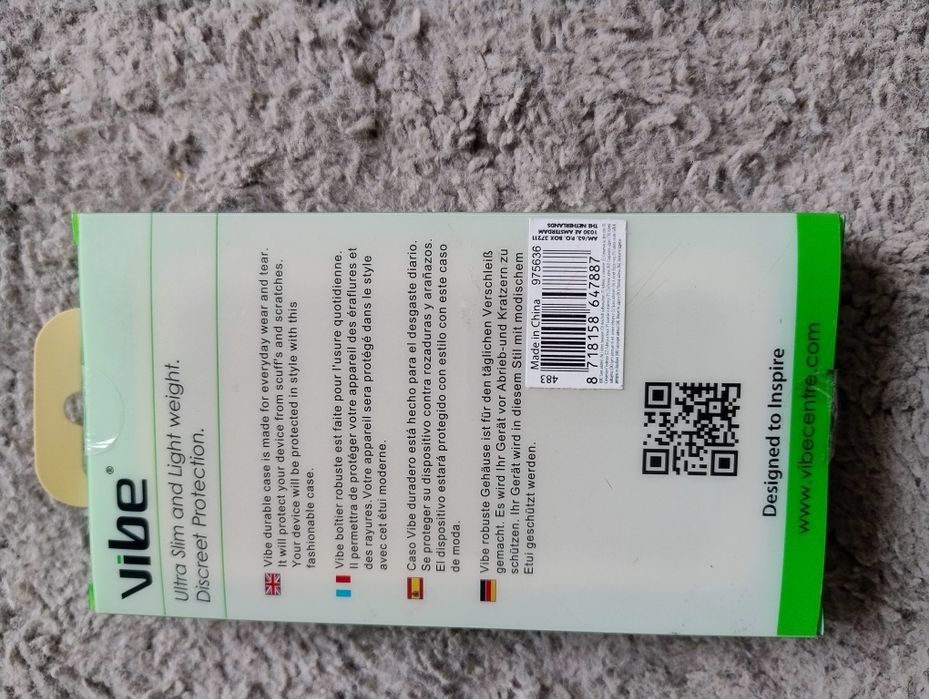 vibe®
Ultra Slim and Light weight.
Discreet Protection.
Vibe durable case is made for everyday wear and tear.
It will protect your device from scuff's and scratches.
Your device will be protected in style with this
fashionable case.
Vibe boîtier robuste est faite pour l'usure quotidienne.
Il permettra de protéger votre appareil des éraflures et
des rayures.Votre appareil sera protégé dans le style
avec cet étui moderne.
Caso Vibe duradero está hecho para el desgaste diario.
Se proteger su dispositivo contra rozaduras y arañazos.
El dispositivo estará protegido con estilo con este caso
de moda.
Vibe robuste Gehäuse ist für den täglichen Verschleiß
gemacht. Es wird Ihr Gerät vor Abrieb-und Kratzern zu
schützen. Ihr Gerät wird in diesem Stil mit modischem
Etui geschützt werden.
483
Made in China 975636
8 718158 647887
AM/63, P.O. BOX 37311
1030 AL AMSTERDAM
THE NETHERLANDS
Designed to Inspire
www.vibecentre.com